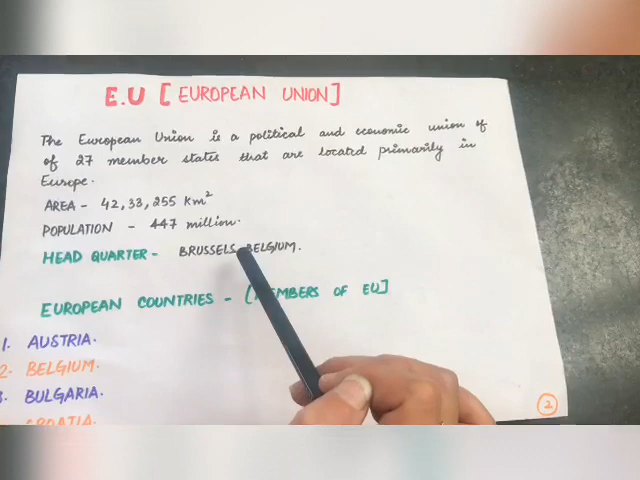 E.U [ EUROPEAN UNION ]
The European Union is a political and economic union of
of 27 member states that are located primarily in
Europe.
AREA - 42,33,255 Km²
POPULATION - 447 million.
HEAD QUARTER - BRUSSELS BELGIUM.
EUROPEAN COUNTRIES - [MEMBERS OF EU]
1. AUSTRIA.
2. BELGIUM.
3. BULGARIA.
CROATIA.
2